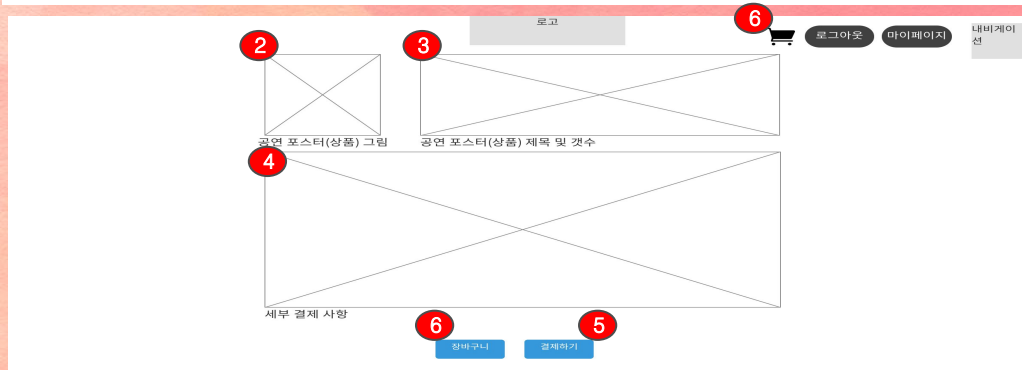 로고
6
로그아웃
마이페이지
내비게이
션
2
3
공연 포스터(상품) 그림
공연 포스터(상품) 제목 및 갯수
4
세부 결제 사항
6
5
장바구니
결제하기